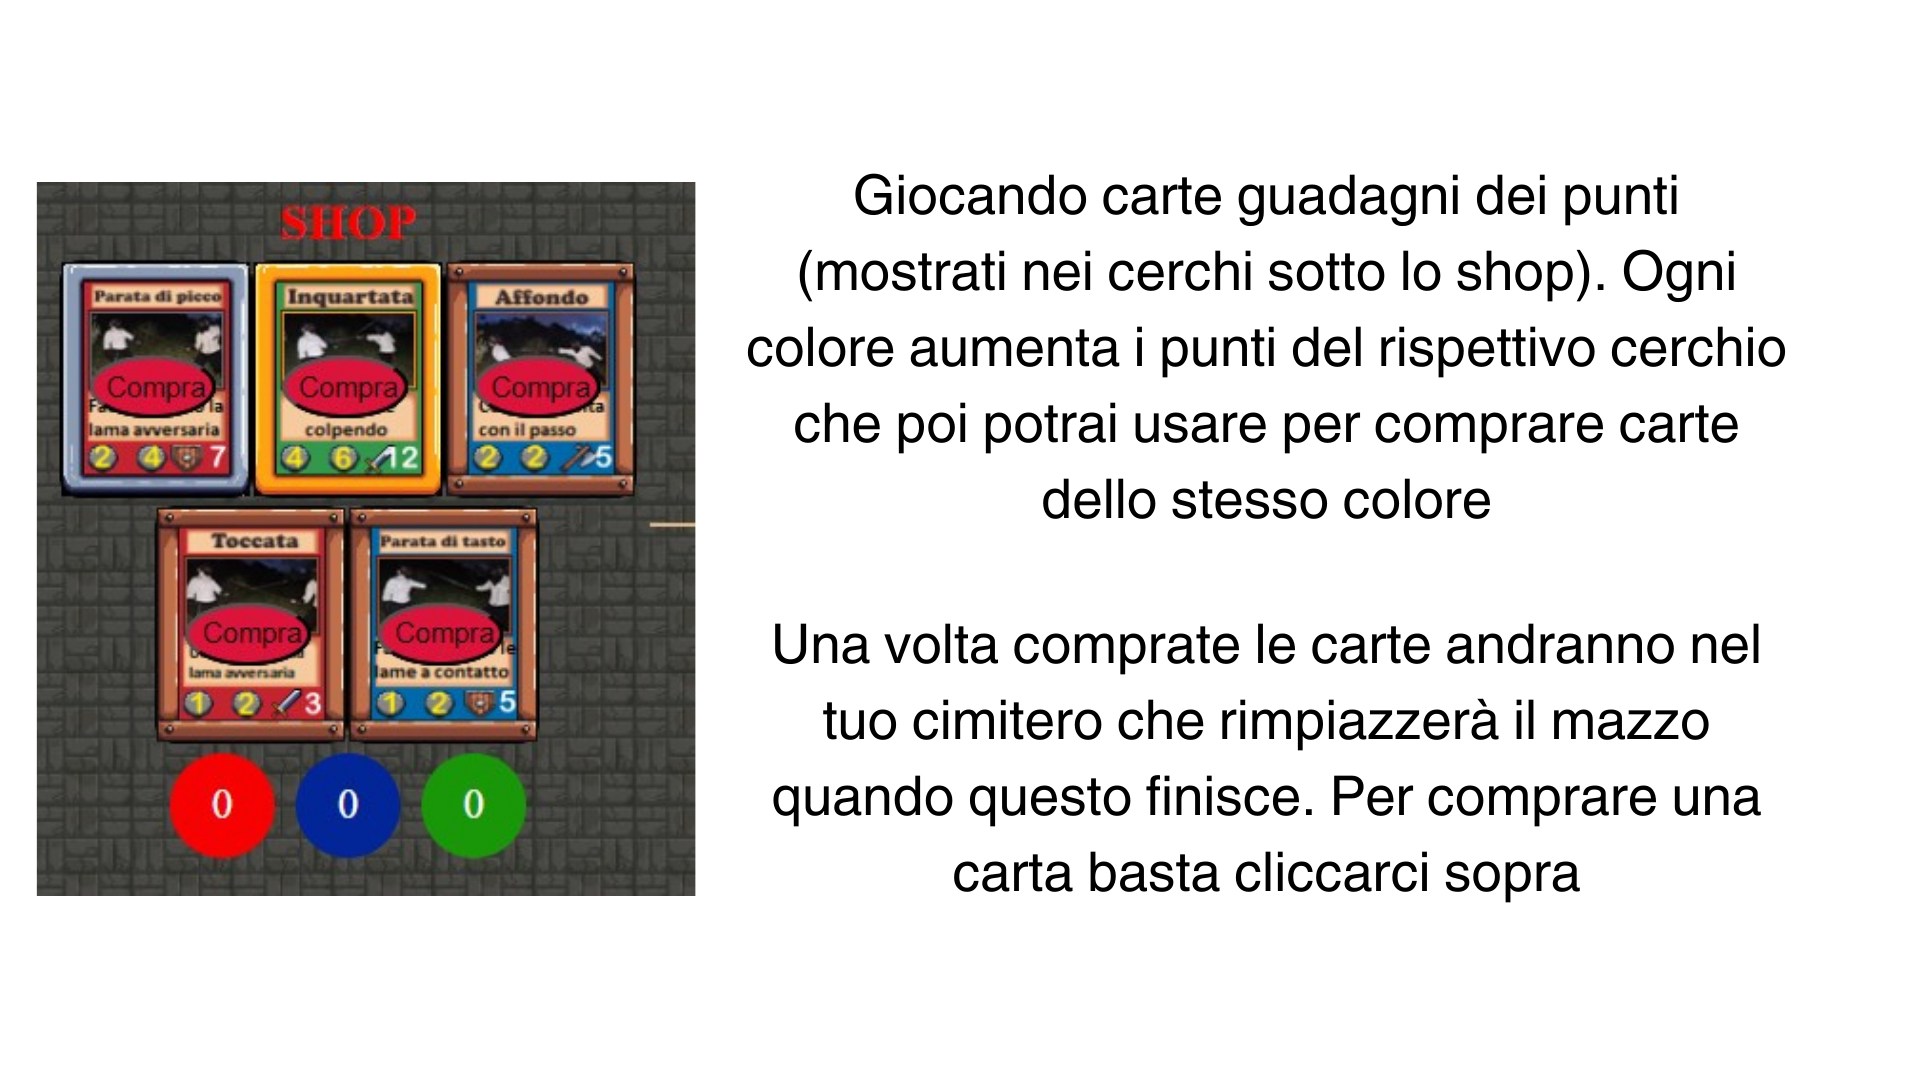 SHOP
Parata di picco
Compra
la
lama avversaria
2 4 7
Inquartata
Compra
colpendo
4 6 12
Affondo
Compra
con il passo
2 2 5
Toccata
Compra
lama avversaria
1 2 3
Parata di tasto
Compra
le
lame a contatto
1 2 5
0 0 0
Giocando carte guadagni dei punti
(mostrati nei cerchi sotto lo shop). Ogni
colore aumenta i punti del rispettivo cerchio
che poi potrai usare per comprare carte
dello stesso colore
Una volta comprate le carte andranno nel
tuo cimitero che rimpiazzerà il mazzo
quando questo finisce. Per comprare una
carta basta cliccarci sopra